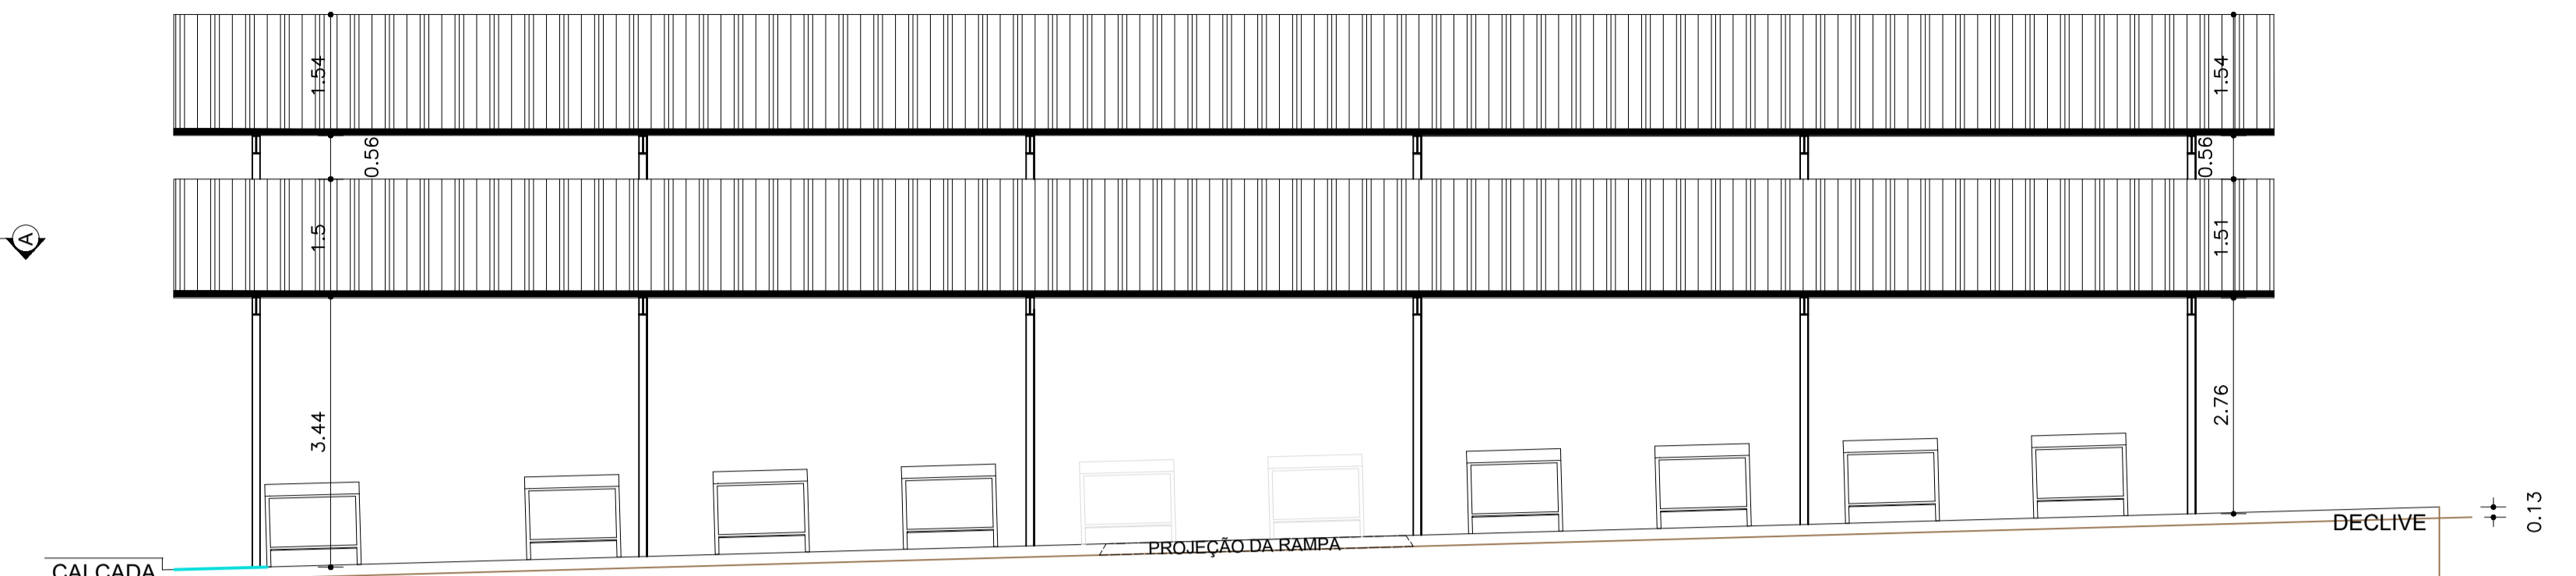 1.54
1.54
0.56
0.56
A
1.5
1.51
3.44
2.76
0.13
DECLIVE
PROJEÇÃO DA RAMPA
CALÇADA